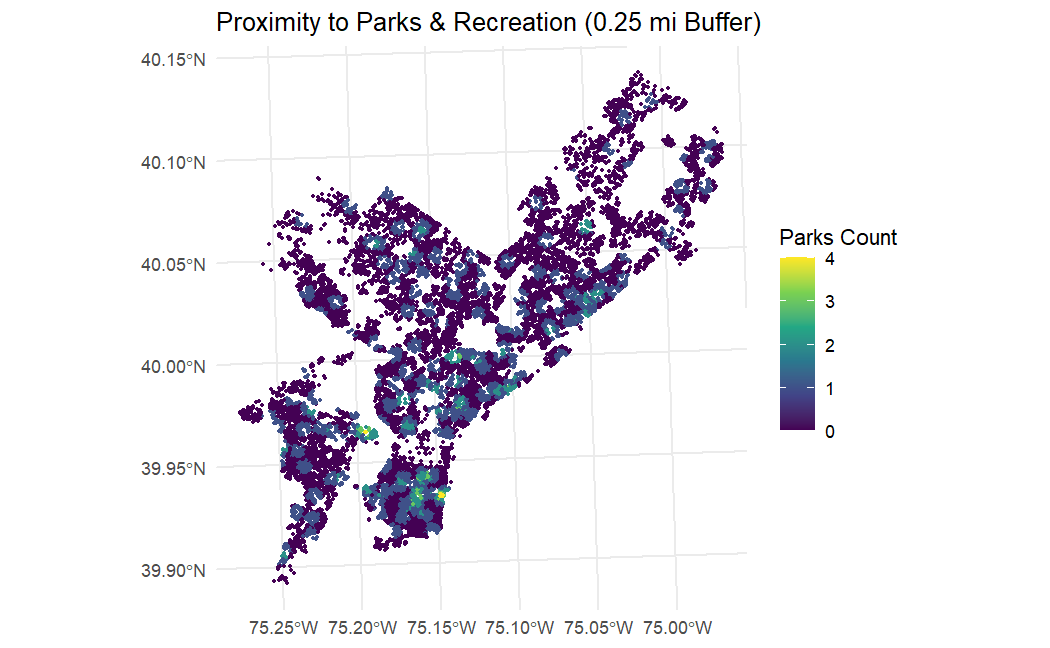 Proximity to Parks & Recreation (0.25 mi Buffer)
40.15°N
40.10°N
40.05°N
40.00°N
39.95°N
39.90°N
75.25°W 75.20°W 75.15°W 75.10°W 75.05°W 75.00°W
Parks Count
4
3
2
1
0